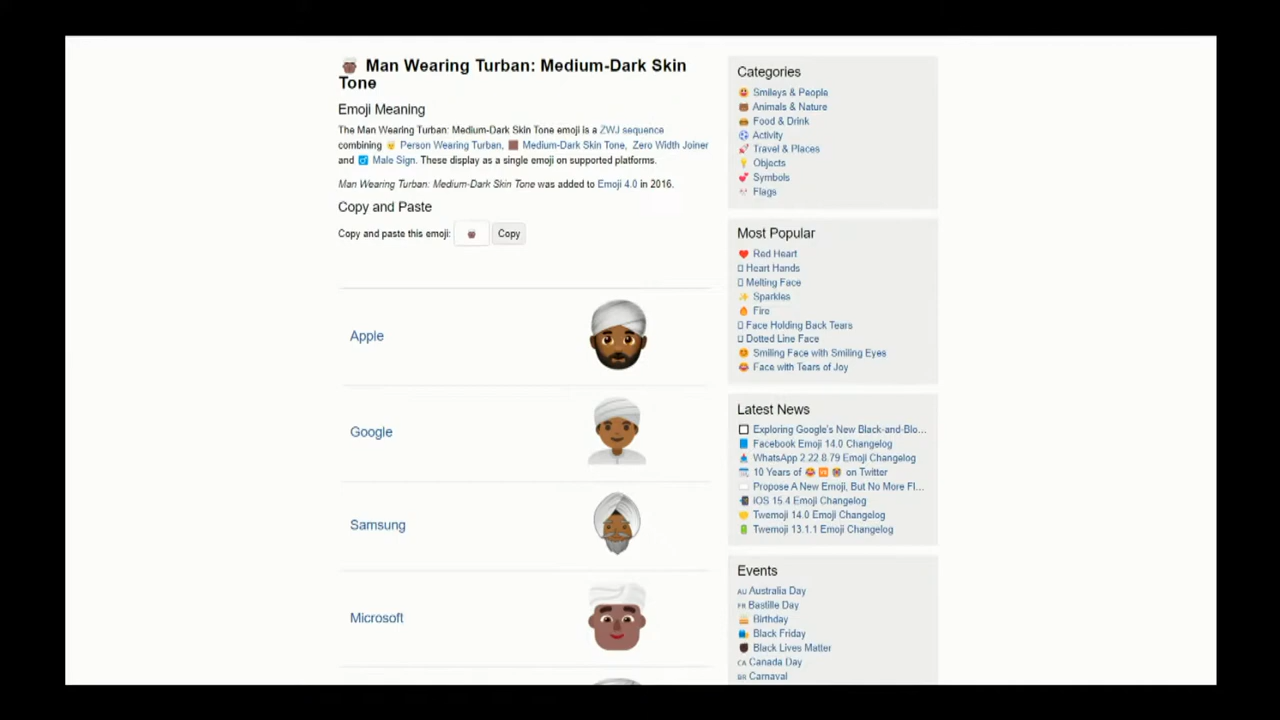 Man Wearing Turban: Medium-Dark Skin
Tone
Emoji Meaning
The Man Wearing Turban: Medium-Dark Skin Tone emoji is a ZWJ sequence
combining Person Wearing Turban, Medium-Dark Skin Tone, Zero Width Joiner
and Male Sign. These display as a single emoji on supported platforms.
Man Wearing Turban: Medium-Dark Skin Tone was added to Emoji 4.0 in 2016.
Copy and Paste
Copy and paste this emoji: Copy
Apple
Google
Samsung
Microsoft
Categories
Smileys & People
Animals & Nature
Food & Drink
Activity
Travel & Places
Objects
Symbols
Flags
Most Popular
Red Heart
Heart Hands
Melting Face
Sparkles
Fire
Face Holding Back Tears
Dotted Line Face
Smiling Face with Smiling Eyes
Face with Tears of Joy
Latest News
Exploring Google's New Black-and-Blo...
Facebook Emoji 14.0 Changelog
WhatsApp 2.22.8.79 Emoji Changelog
10 Years of on Twitter
Propose A New Emoji, But No More Fl...
iOS 15.4 Emoji Changelog
Twemoji 14.0 Emoji Changelog
Twemoji 13.1.1 Emoji Changelog
Events
AU Australia Day
FR Bastille Day
Birthday
Black Friday
Black Lives Matter
CA Canada Day
BR Carnaval